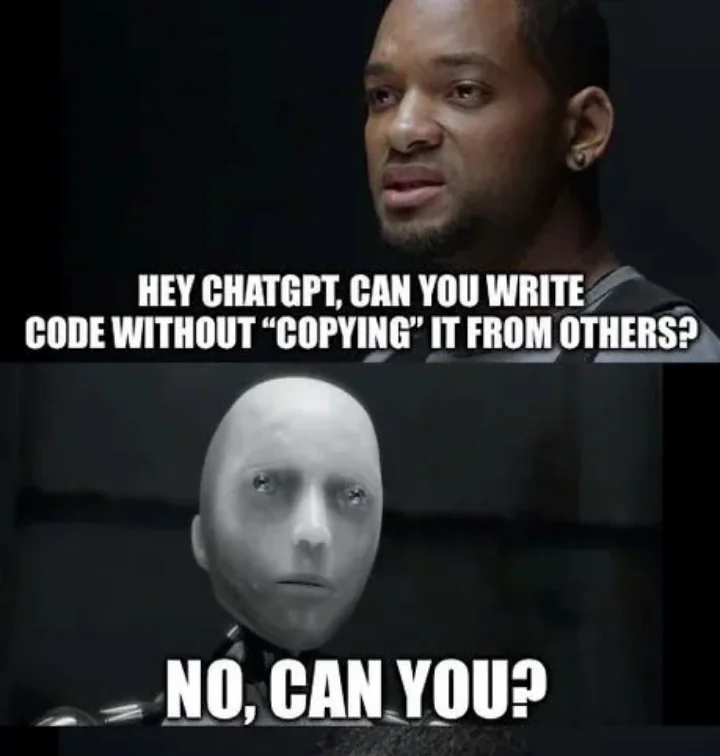 HEY CHATGPT, CAN YOU WRITE
CODE WITHOUT “COPYING” IT FROM OTHERS?
NO, CAN YOU?